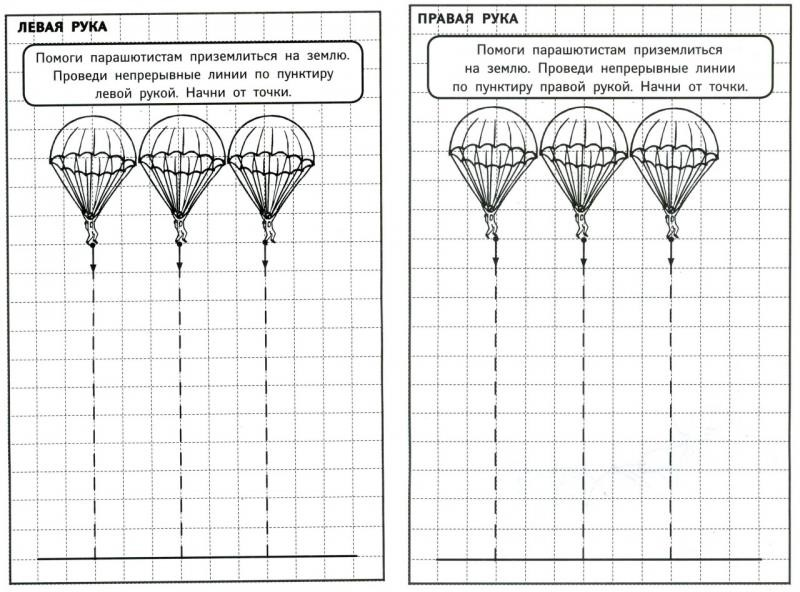 ЛЕВАЯ РУКА
Помоги парашютистам приземлиться на землю.
Проведи непрерывные линии по пунктиру
левой рукой. Начни от точки.
ПРАВАЯ РУКА
Помоги парашютистам приземлиться
на землю. Проведи непрерывные линии
по пунктиру правой рукой. Начни от точки.